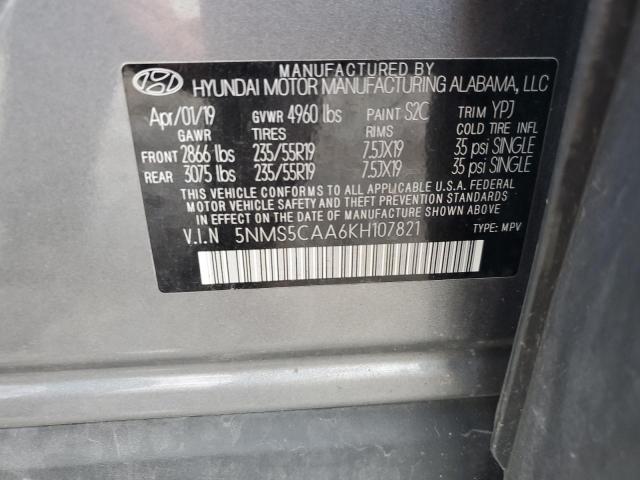 MANUFACTURED BY
HYUNDAI MOTOR MANUFACTURING ALABAMA, LLC
Apr/01/19 GVWR 4960 lbs PAINT S2C TRIM YPJ
GAWR TIRES RIMS COLD TIRE INFL
FRONT 2866 lbs 235/55R19 7.5JX19 35 psi SINGLE
REAR 3075 lbs 235/55R19 7.5JX19 35 psi SINGLE
THIS VEHICLE CONFORMS TO ALL APPLICABLE U.S.A. FEDERAL
MOTOR VEHICLE SAFETY AND THEFT PREVENTION STANDARDS
IN EFFECT ON THE DATE OF MANUFACTURE SHOWN ABOVE.
V.I.N 5NMS5CAA6KH107821 TYPE: MPV